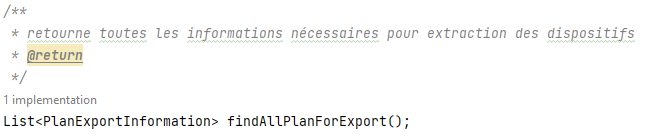 /**
* retourne toutes les informations nécessaires pour extraction des dispositifs
* @return
*/
1 implementation
List<PlanExportInformation> findAllPlanForExport();